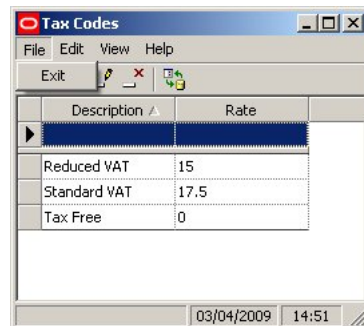 Tax Codes
File Edit View Help
Exit
Description Rate
Reduced VAT 15
Standard VAT 17.5
Tax Free 0
03/04/2009 14:51